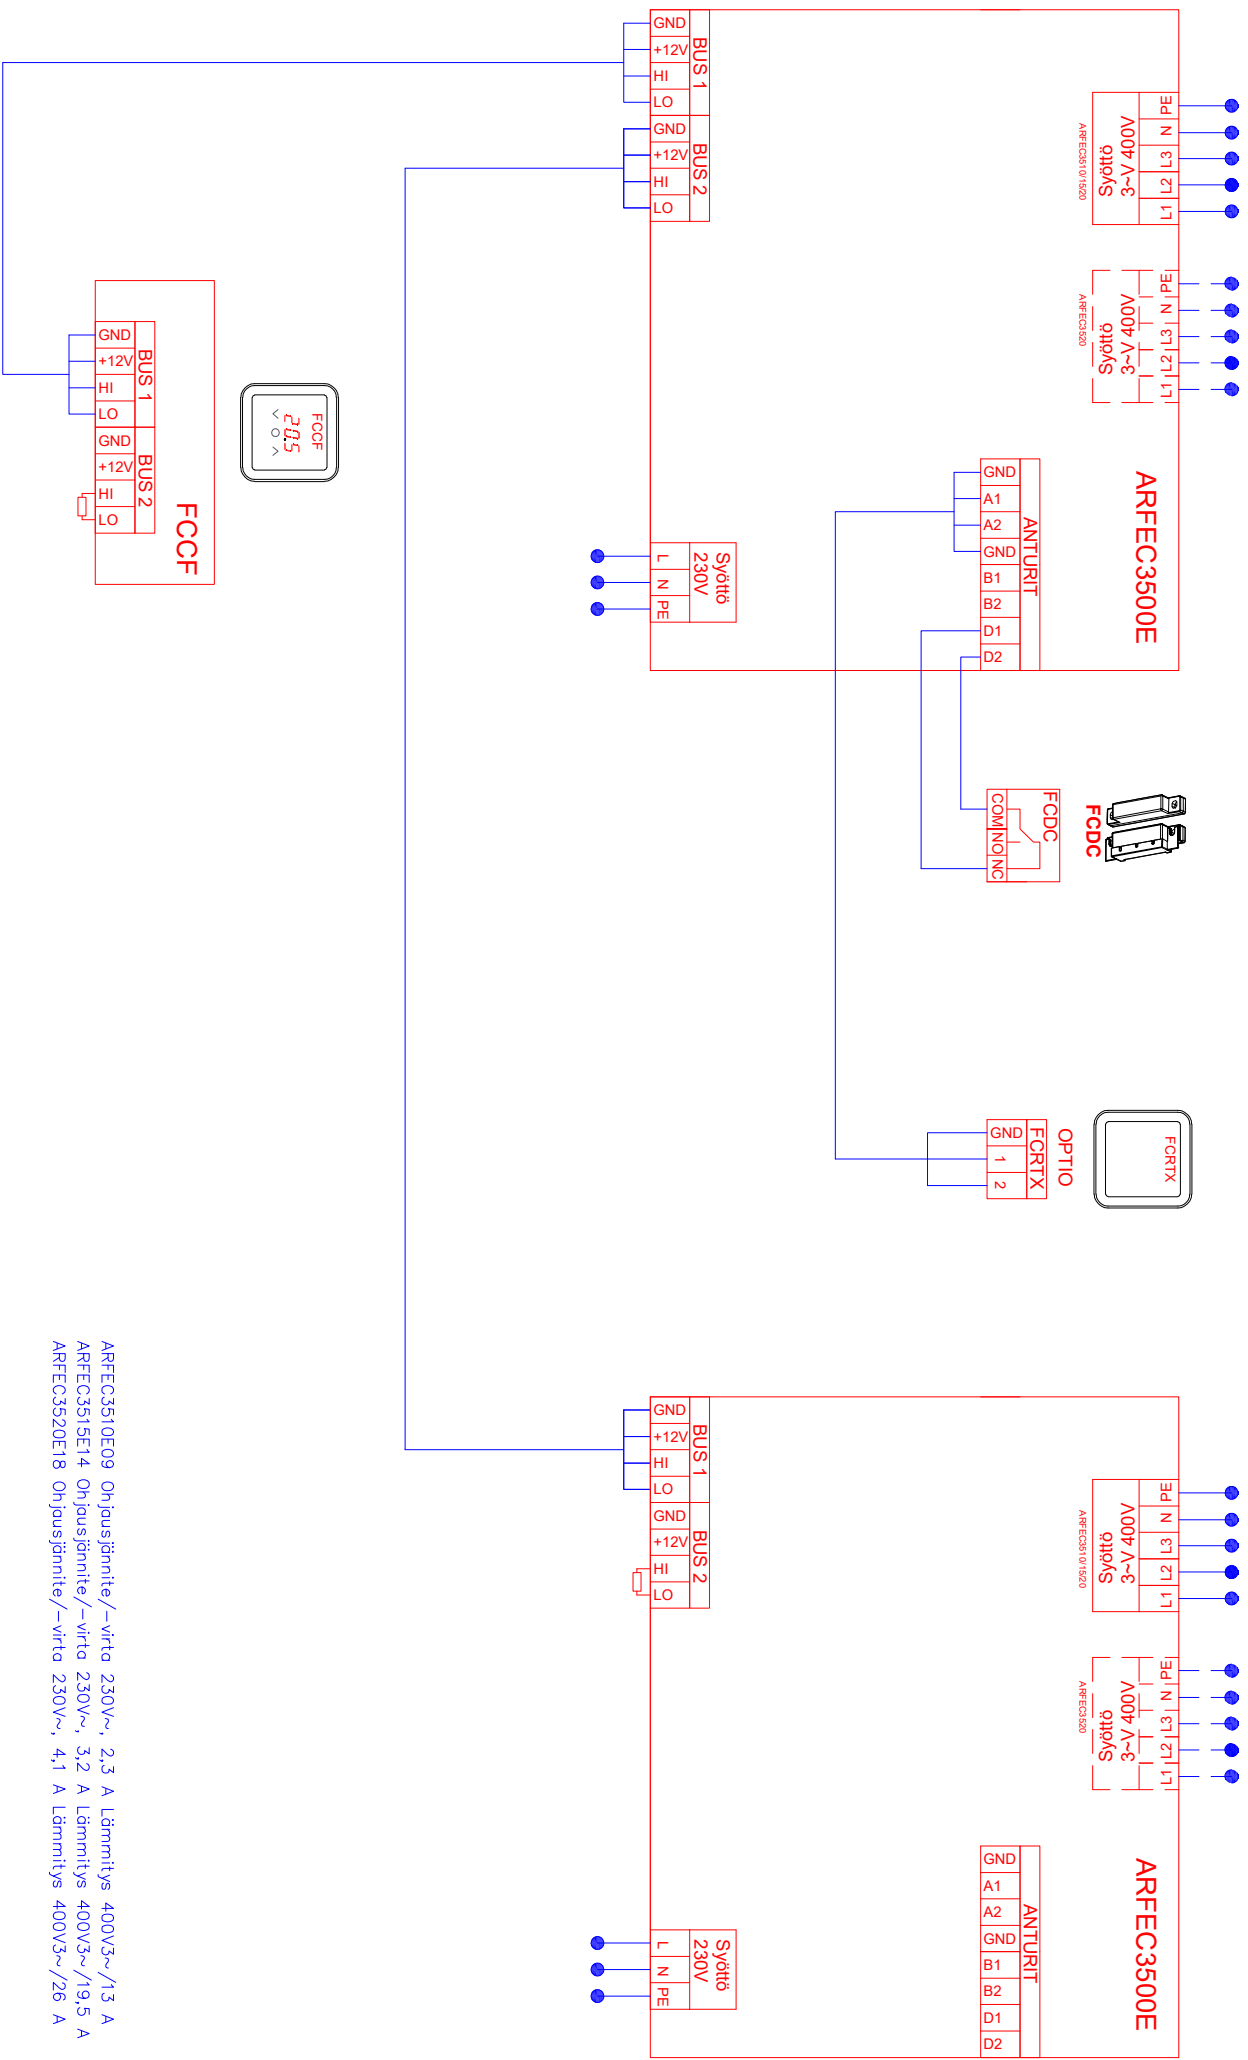 GND
+12V
HI
LO
BUS 1
GND
+12V
HI
LO
BUS 2
PE
N
L3
L2
L1
3~V 400V
Syöttö
ARFEC3510/15/20
PE
N
L3
L2
L1
3~V 400V
Syöttö
ARFEC3520
ARFEC3500E
GND
A1
A2
GND
B1
B2
D1
D2
ANTURIT
Syöttö
230V
L
N
PE
GND
+12V
HI
LO
BUS 1
GND
+12V
HI
LO
BUS 2
FCCF
FCCF
20.5
FCDC
COM
NO
NC
FCDC
OPTIO
FCRTX
GND
1
2
FCRTX
GND
+12V
HI
LO
BUS 1
GND
+12V
HI
LO
BUS 2
PE
N
L3
L2
L1
3~V 400V
Syöttö
ARFEC3510/15/20
PE
N
L3
L2
L1
3~V 400V
Syöttö
ARFEC3520
ARFEC3500E
GND
A1
A2
GND
B1
B2
D1
D2
ANTURIT
Syöttö
230V
L
N
PE
ARFEC3510E09 Ohjausjännite/-virta 230V~, 2,3 A Lämmitys 400V3~/13 A
ARFEC3515E14 Ohjausjännite/-virta 230V~, 3,2 A Lämmitys 400V3~/19,5 A
ARFEC3520E18 Ohjausjännite/-virta 230V~, 4,1 A Lämmitys 400V3~/26 A